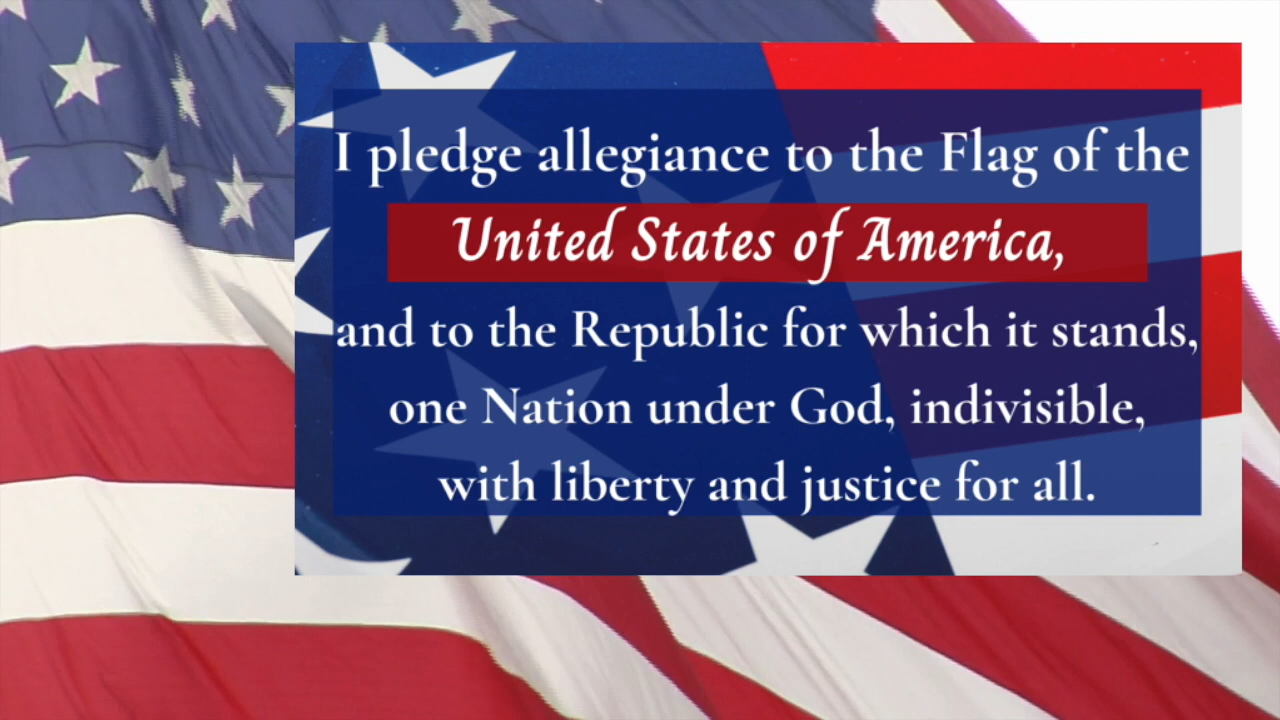 I pledge allegiance to the Flag of the
United States of America,
and to the Republic for which it stands,
one Nation under God, indivisible,
with liberty and justice for all.